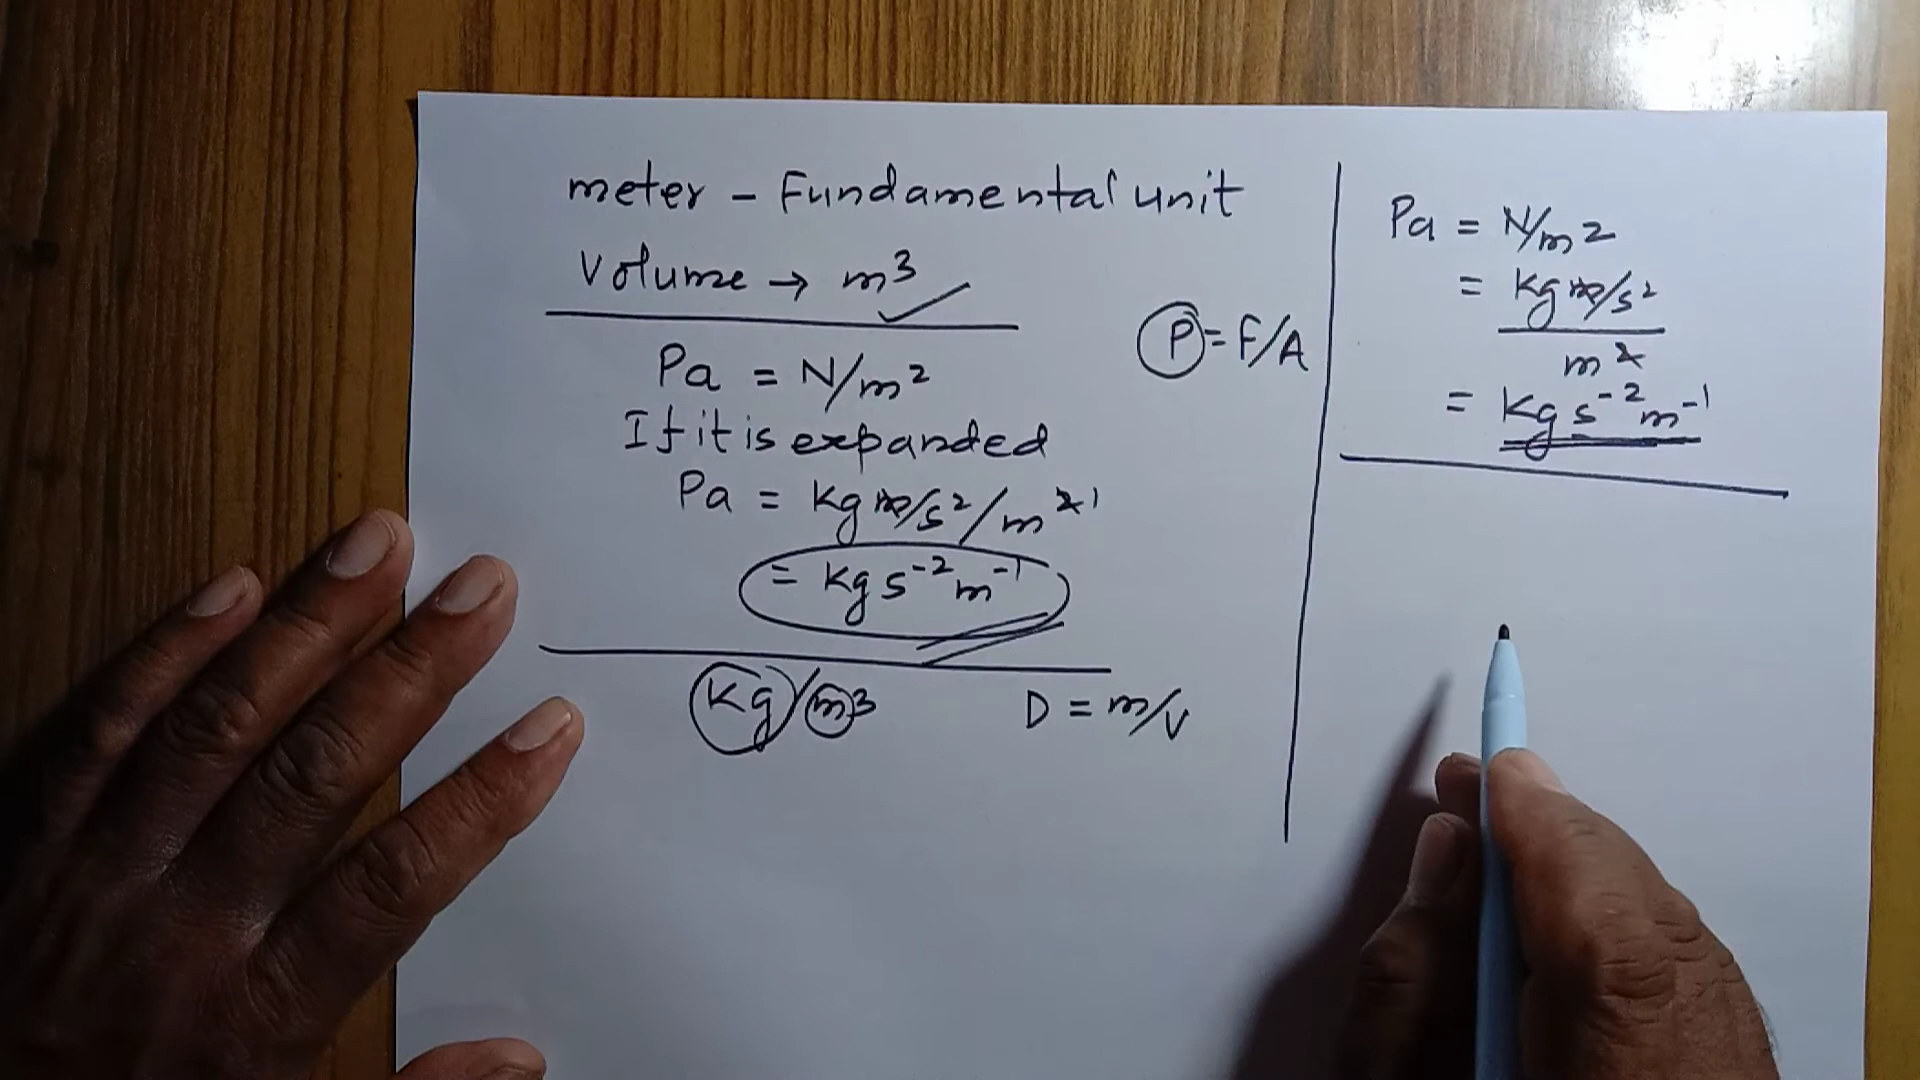 meter - Fundamental unit
Volume → m³
Pa = N/m²
If it is expanded
Pa = kg m/s²/m²¹
= kg s⁻² m⁻¹
kg/m³
D = m/v
P = F/A
Pa = N/m²
= kg m/s²
m²
= kg s⁻² m⁻¹